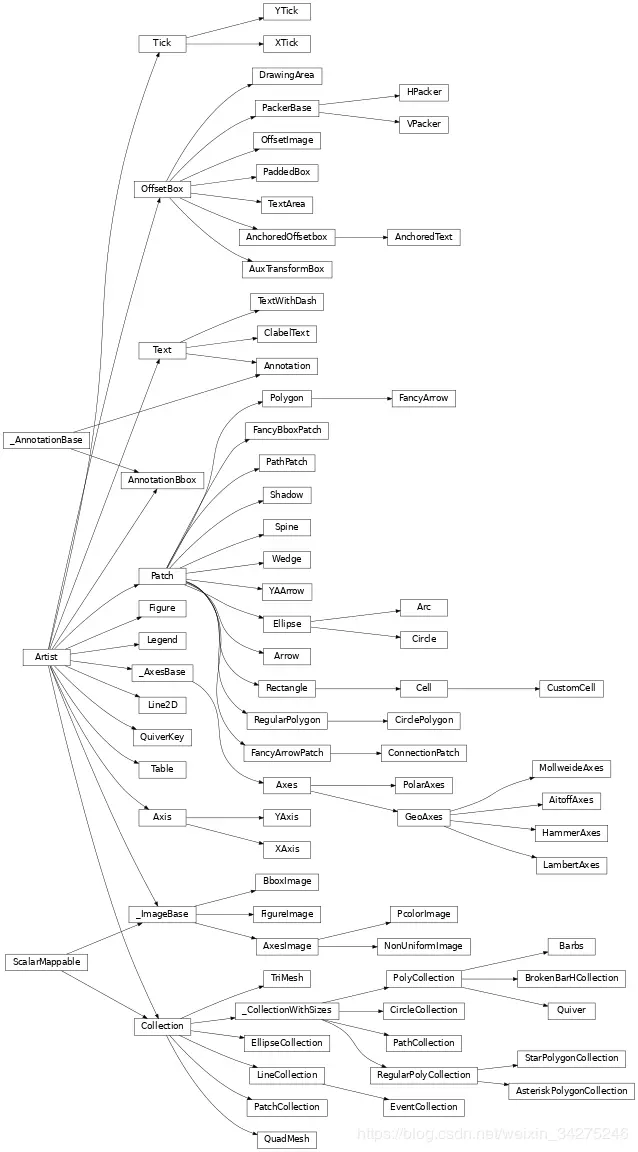 YTick
Tick
XTick
DrawingArea
HPacker
PackerBase
VPacker
OffsetImage
PaddedBox
OffsetBox
TextArea
AnchoredOffsetbox
AnchoredText
AuxTransformBox
TextWithDash
ClabelText
Text
Annotation
Polygon
FancyArrow
FancyBboxPatch
_AnnotationBase
PathPatch
AnnotationBbox
Shadow
Spine
Wedge
Patch
YAArrow
Figure
Arc
Ellipse
Circle
Legend
Artist
Arrow
_AxesBase
Rectangle
Cell
CustomCell
Line2D
RegularPolygon
CirclePolygon
QuiverKey
FancyArrowPatch
ConnectionPatch
Table
MollweideAxes
Axes
PolarAxes
AitoffAxes
Axis
YAxis
GeoAxes
HammerAxes
XAxis
LambertAxes
BboxImage
_ImageBase
FigureImage
PcolorImage
AxesImage
NonUniformImage
Barbs
ScalarMappable
TriMesh
PolyCollection
BrokenBarHCollection
_CollectionWithSizes
CircleCollection
Quiver
Collection
EllipseCollection
PathCollection
StarPolygonCollection
LineCollection
RegularPolyCollection
AsteriskPolygonCollection
PatchCollection
EventCollection
QuadMesh
https://blog.csdn.net/weixin_34275246